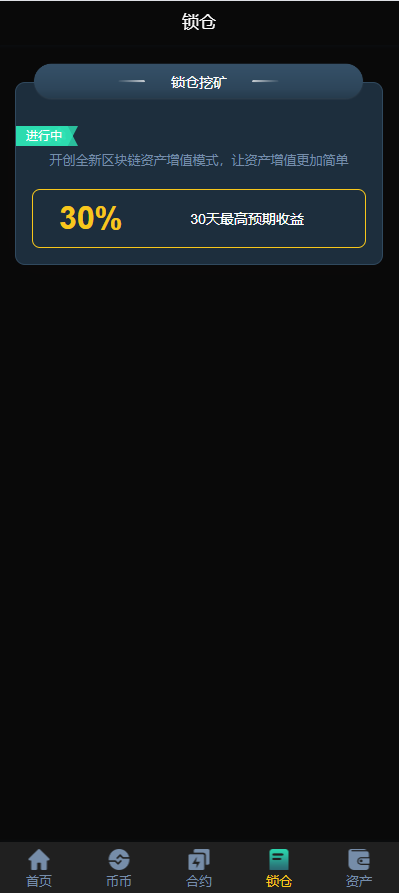 锁仓
锁仓挖矿
进行中
开创全新区块链资产增值模式，让资产增值更加简单
30% 30天最高预期收益
首页 币币 合约 锁仓 资产